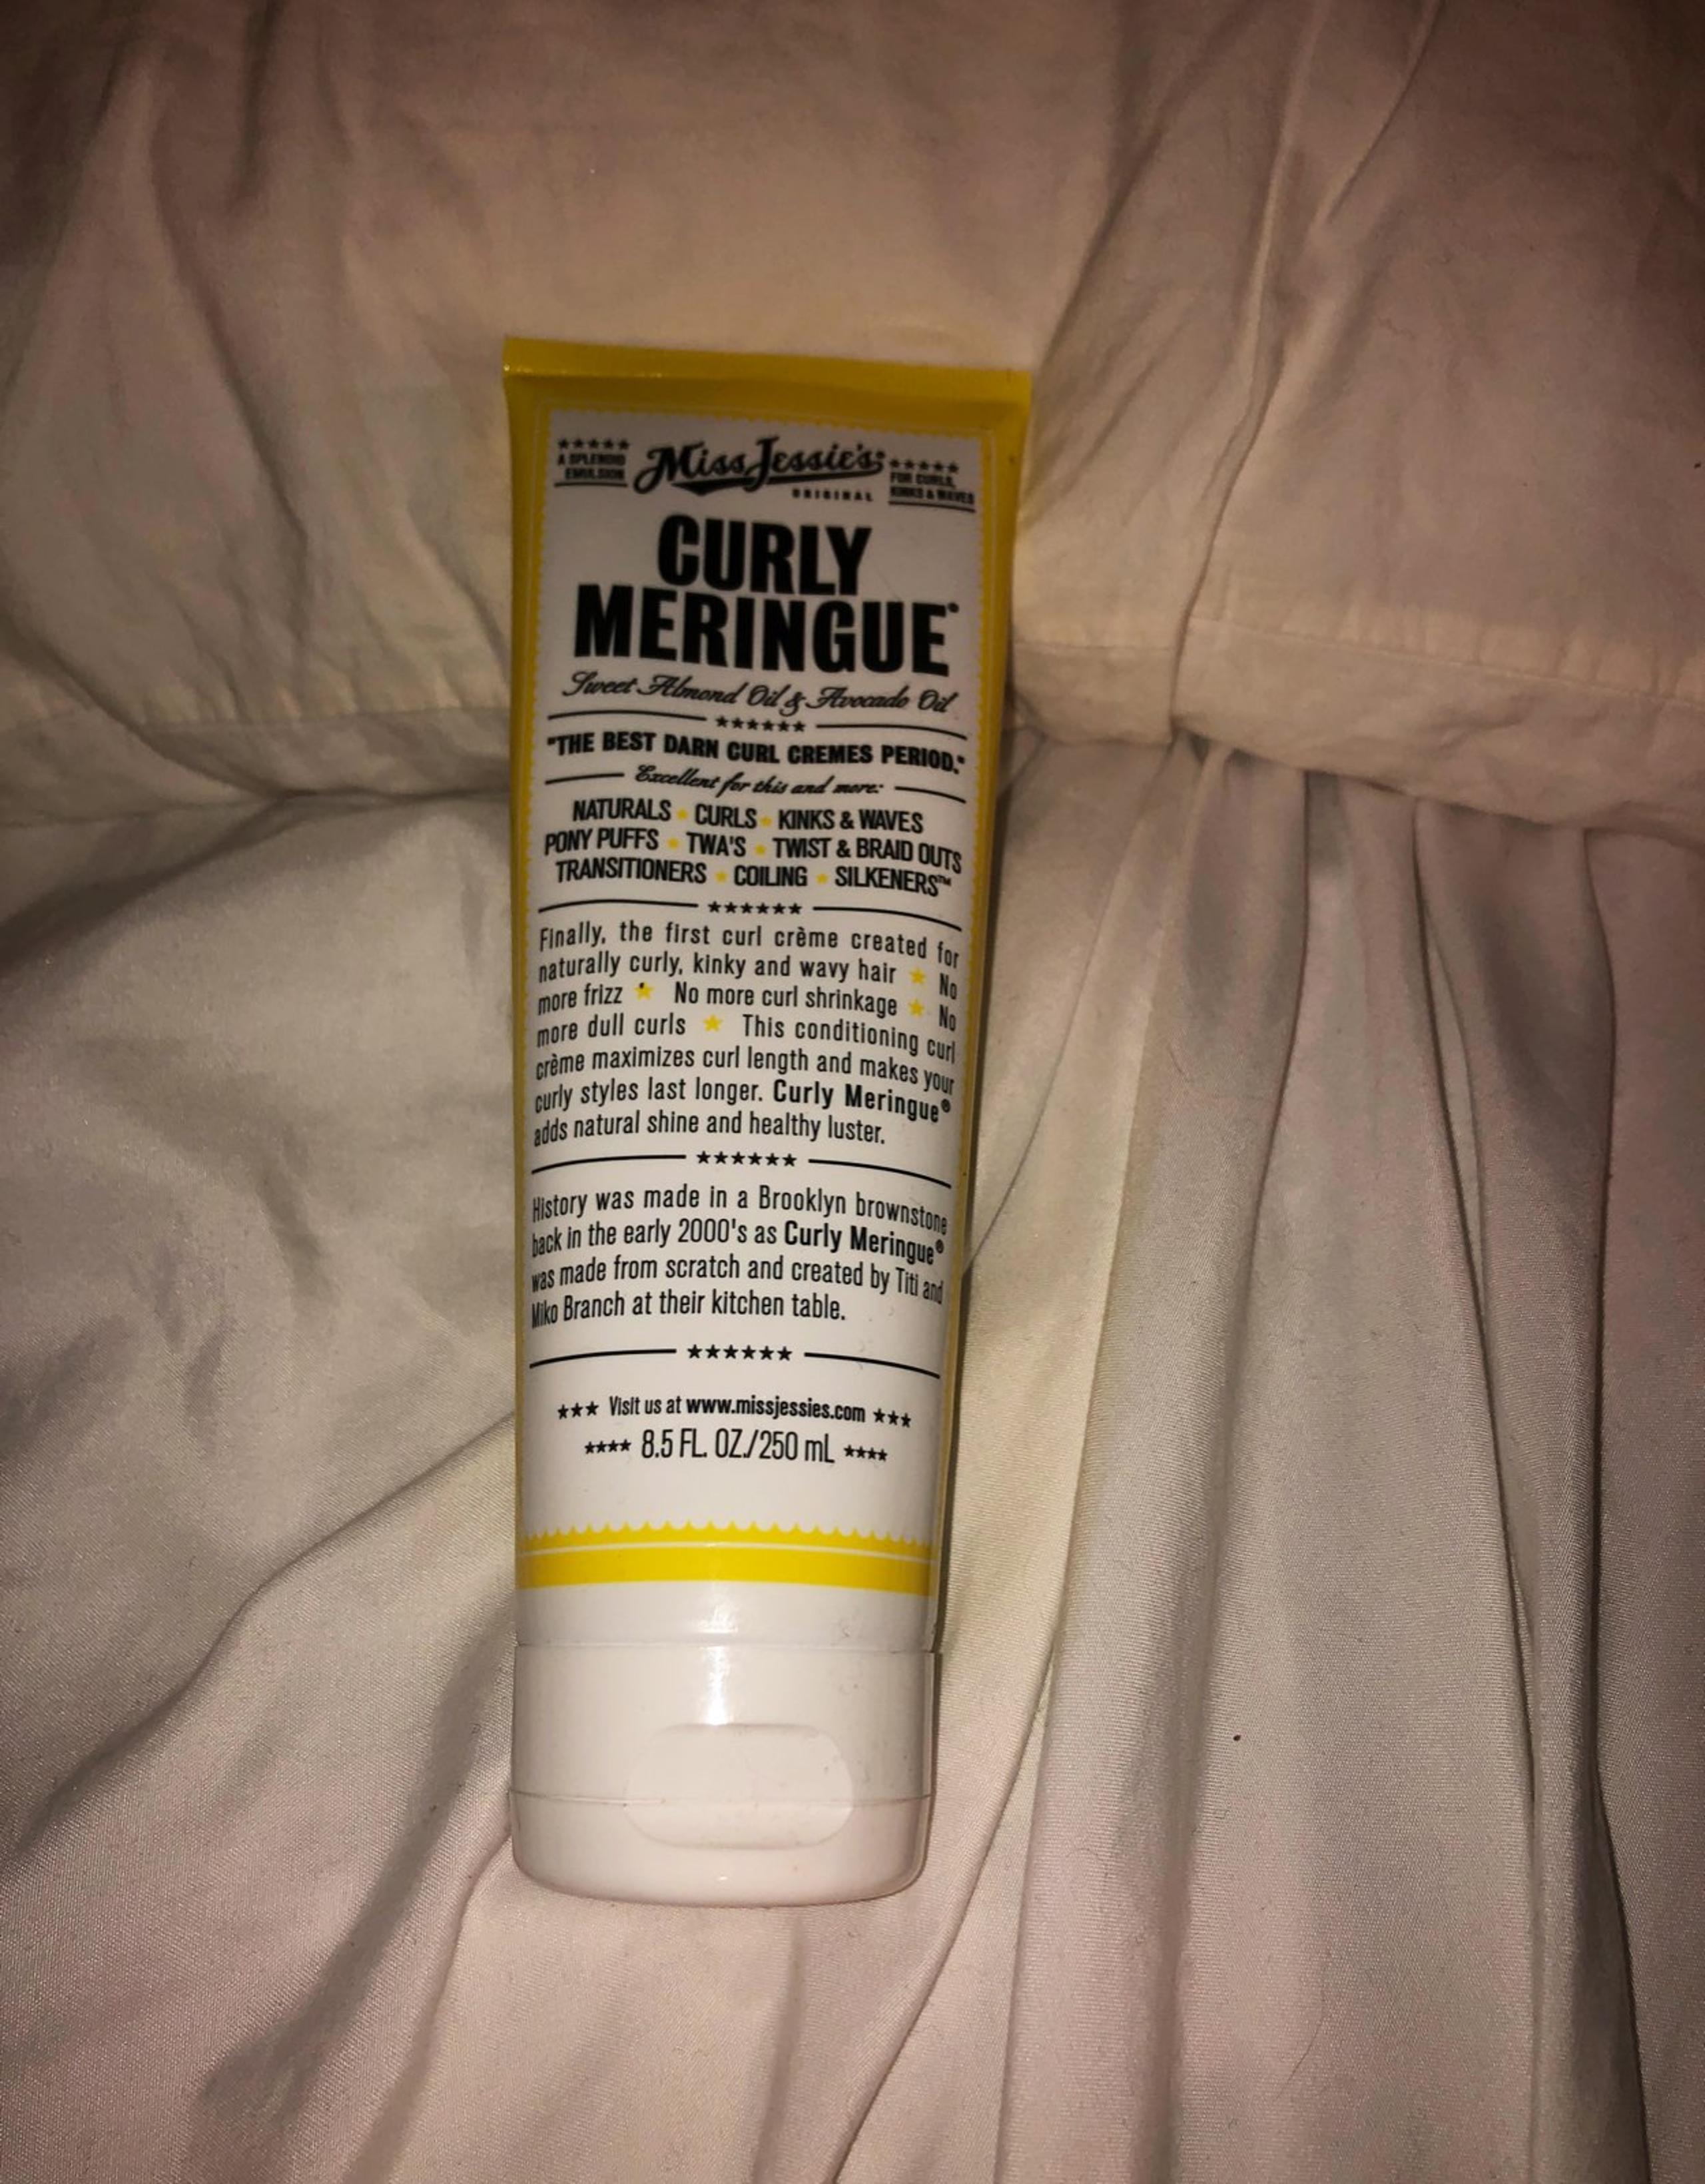 A SPLENDID
EMULSION
Miss Jessie's
ORIGINAL
FOR CURLS,
KINKS & WAVES
CURLY
MERINGUE®
Sweet Almond Oil & Avocado Oil
"THE BEST DARN CURL CREMES PERIOD."
Excellent for this and more:
NATURALS ★ CURLS ★ KINKS & WAVES
PONY PUFFS ★ TWA'S ★ TWIST & BRAID OUTS
TRANSITIONERS ★ COILING ★ SILKENERS™
Finally, the first curl crème created for
naturally curly, kinky and wavy hair ★ No
more frizz ★ No more curl shrinkage ★ No
more dull curls ★ This conditioning curl
crème maximizes curl length and makes your
curly styles last longer. Curly Meringue®
adds natural shine and healthy luster.
History was made in a Brooklyn brownstone
back in the early 2000's as Curly Meringue®
was made from scratch and created by Titi and
Miko Branch at their kitchen table.
★★★ Visit us at www.missjessies.com ★★★
★★★★ 8.5 FL. OZ./250 mL ★★★★